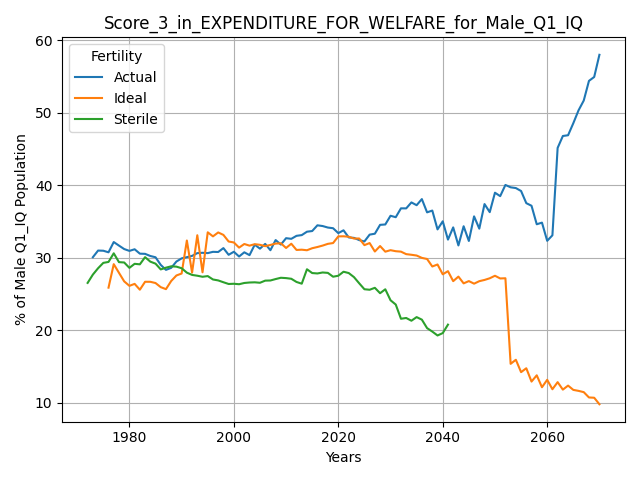 Score_3_in_EXPENDITURE_FOR_WELFARE_for_Male_Q1_IQ
Fertility
Actual
Ideal
Sterile
% of Male Q1_IQ Population
60
50
40
30
20
10
1980
2000
2020
2040
2060
Years